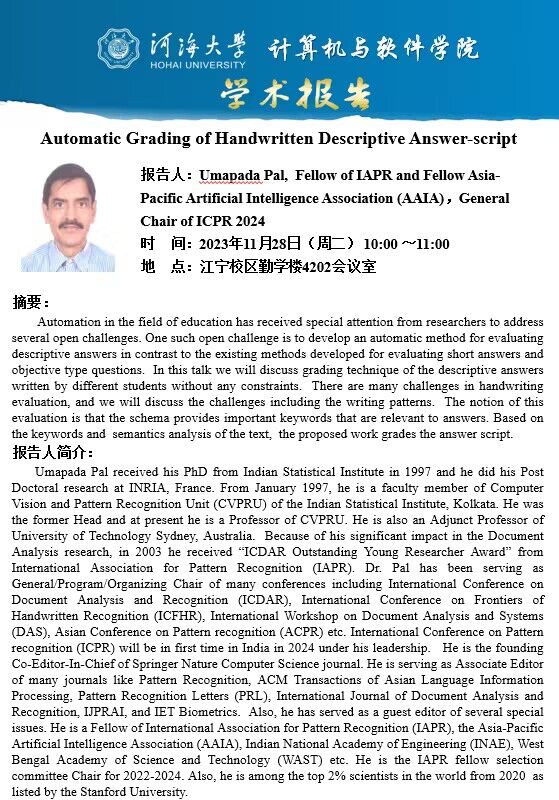 河海大学 计算机与软件学院
HOHAI UNIVERSITY
学术报告
Automatic Grading of Handwritten Descriptive Answer-script
报告人：Umapada Pal, Fellow of IAPR and Fellow Asia-
Pacific Artificial Intelligence Association (AAIA)，General
Chair of ICPR 2024
时 间：2023年11月28日（周二） 10:00 ～11:00
地 点：江宁校区勤学楼4202会议室
摘要：
Automation in the field of education has received special attention from researchers to address
several open challenges. One such open challenge is to develop an automatic method for evaluating
descriptive answers in contrast to the existing methods developed for evaluating short answers and
objective type questions. In this talk we will discuss grading technique of the descriptive answers
written by different students without any constraints. There are many challenges in handwriting
evaluation, and we will discuss the challenges including the writing patterns. The notion of this
evaluation is that the schema provides important keywords that are relevant to answers. Based on
the keywords and semantics analysis of the text, the proposed work grades the answer script.
报告人简介：
Umapada Pal received his PhD from Indian Statistical Institute in 1997 and he did his Post
Doctoral research at INRIA, France. From January 1997, he is a faculty member of Computer
Vision and Pattern Recognition Unit (CVPRU) of the Indian Statistical Institute, Kolkata. He was
the former Head and at present he is a Professor of CVPRU. He is also an Adjunct Professor of
University of Technology Sydney, Australia. Because of his significant impact in the Document
Analysis research, in 2003 he received “ICDAR Outstanding Young Researcher Award” from
International Association for Pattern Recognition (IAPR). Dr. Pal has been serving as
General/Program/Organizing Chair of many conferences including International Conference on
Document Analysis and Recognition (ICDAR), International Conference on Frontiers of
Handwritten Recognition (ICFHR), International Workshop on Document Analysis and Systems
(DAS), Asian Conference on Pattern recognition (ACPR) etc. International Conference on Pattern
recognition (ICPR) will be in first time in India in 2024 under his leadership. He is the founding
Co-Editor-In-Chief of Springer Nature Computer Science journal. He is serving as Associate Editor
of many journals like Pattern Recognition, ACM Transactions of Asian Language Information
Processing, Pattern Recognition Letters (PRL), International Journal of Document Analysis and
Recognition, IJPRAI, and IET Biometrics. Also, he has served as a guest editor of several special
issues. He is a Fellow of International Association for Pattern Recognition (IAPR), the Asia-Pacific
Artificial Intelligence Association (AAIA), Indian National Academy of Engineering (INAE), West
Bengal Academy of Science and Technology (WAST) etc. He is the IAPR fellow selection
committee Chair for 2022-2024. Also, he is among the top 2% scientists in the world from 2020 as
listed by the Stanford University.